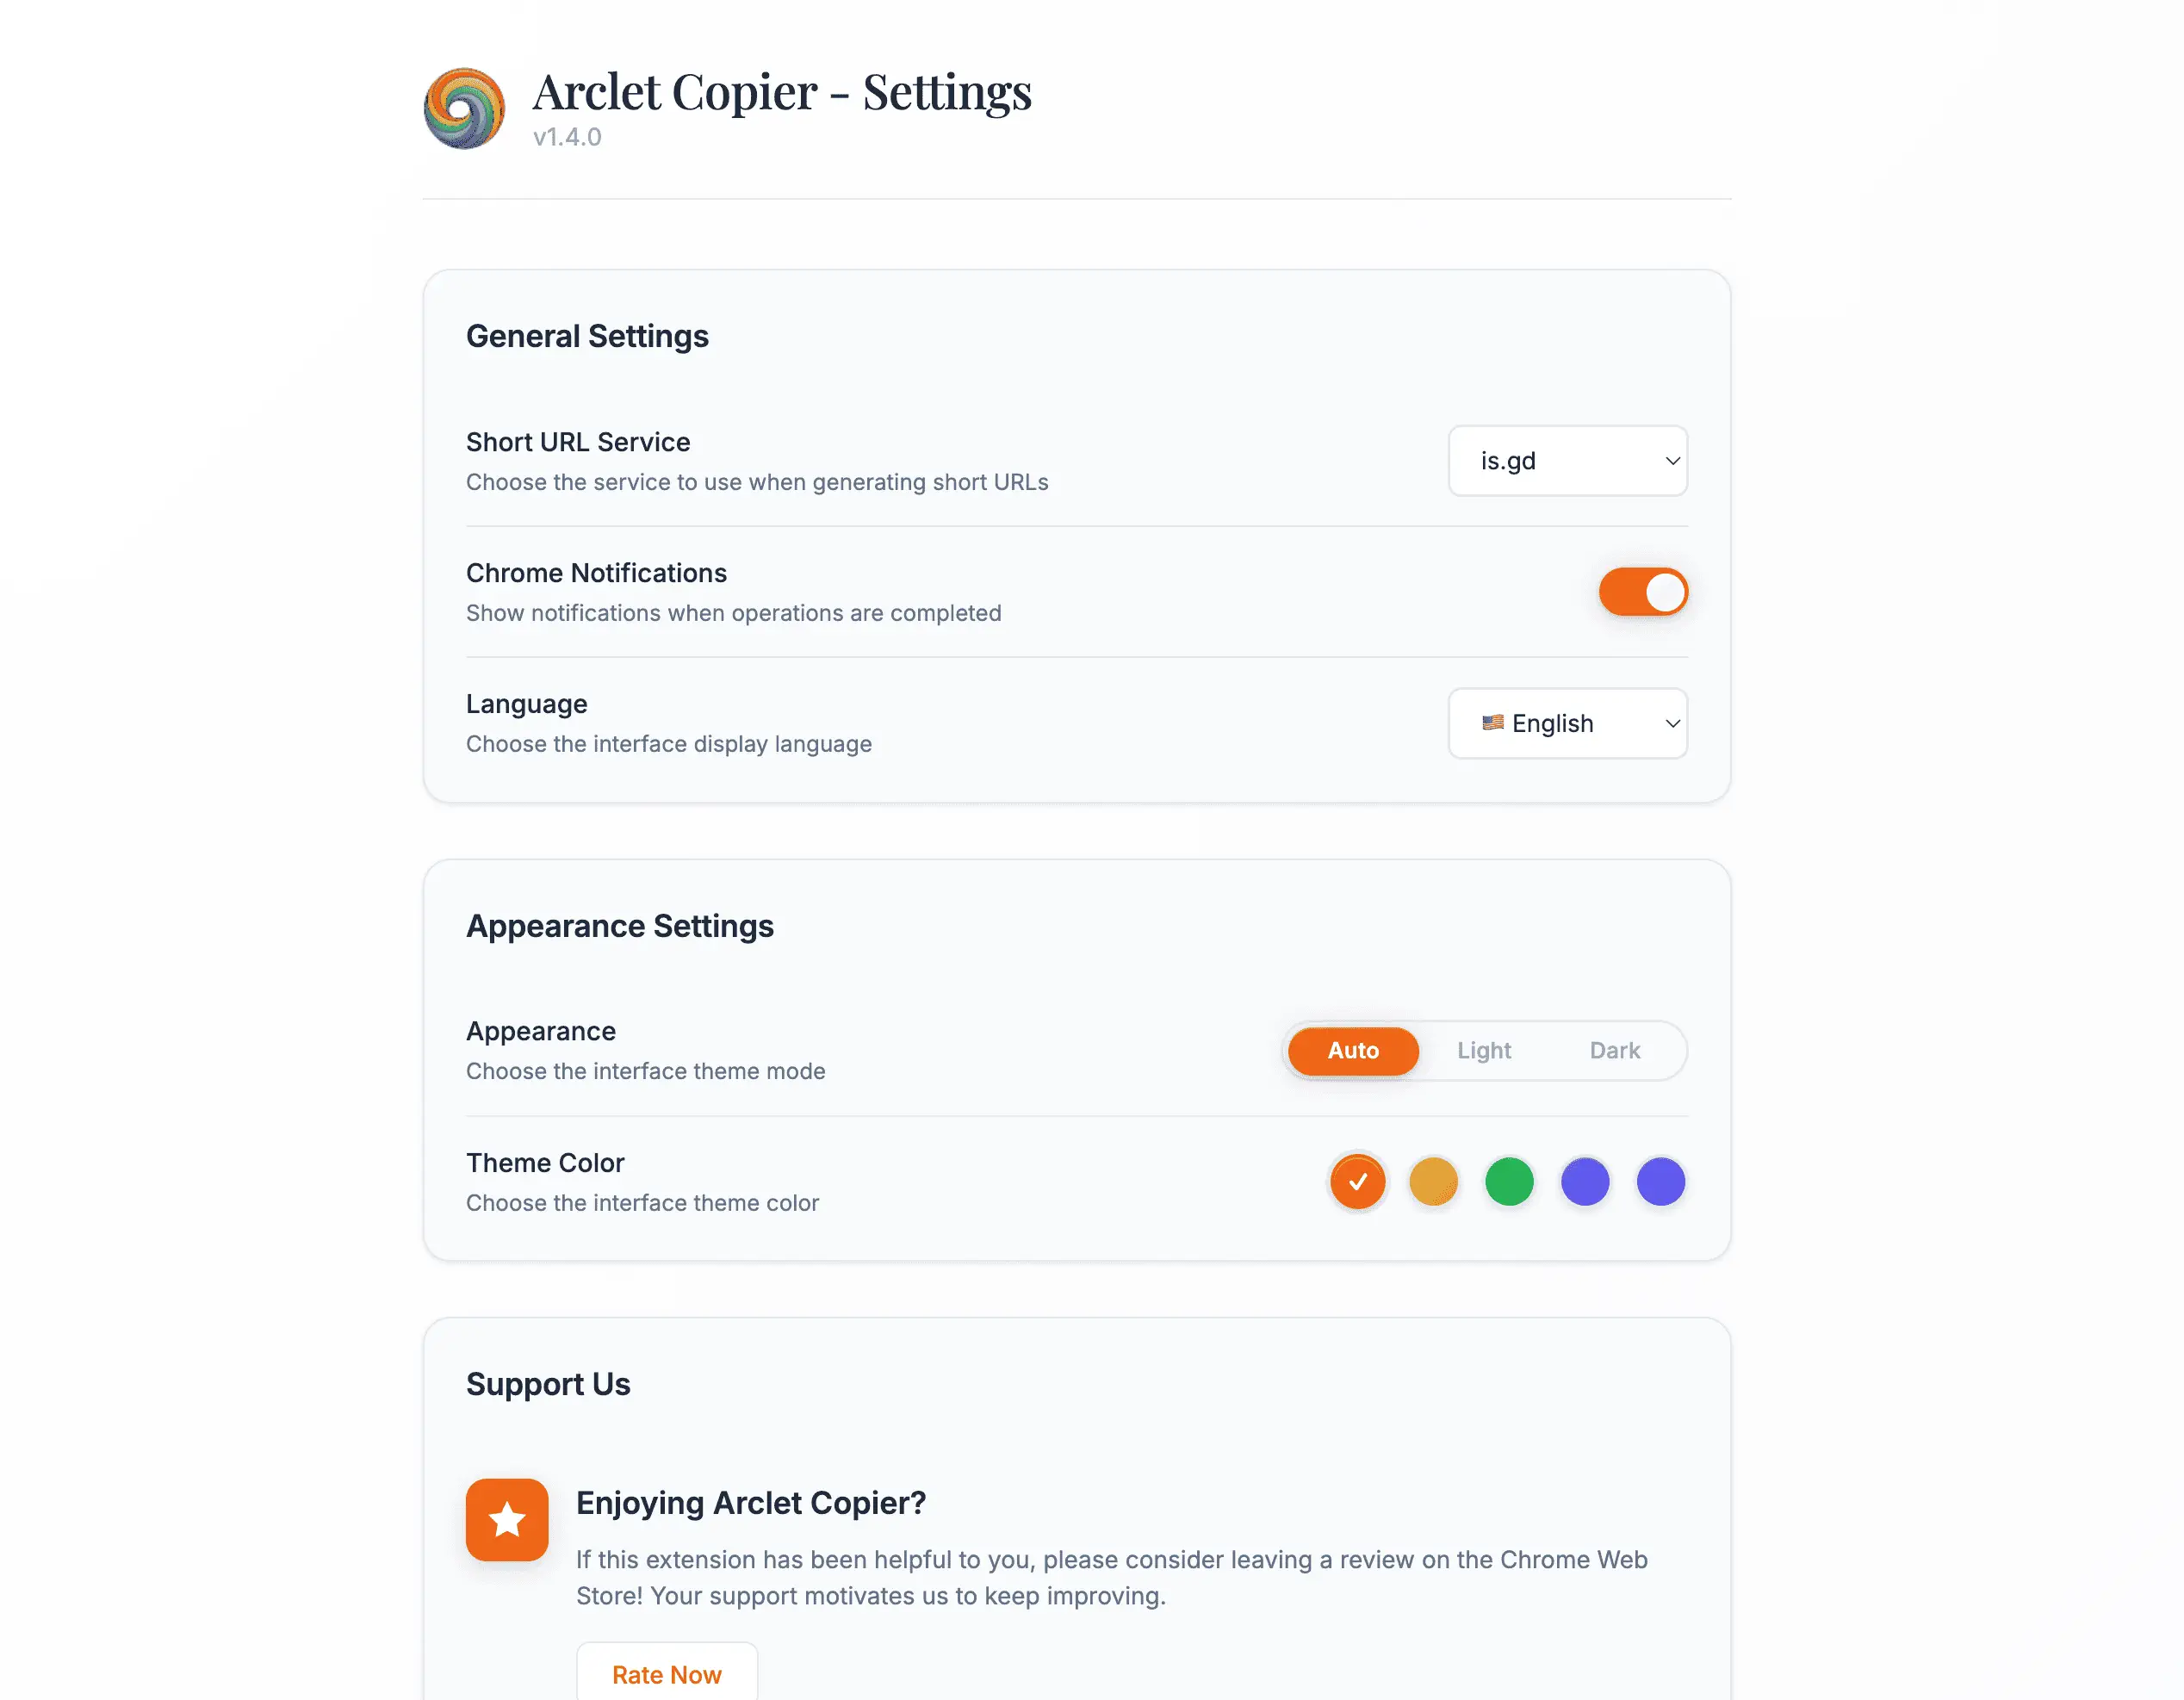 Arclet Copier - Settings
v1.4.0
General Settings
Short URL Service
Choose the service to use when generating short URLs
is.gd
Chrome Notifications
Show notifications when operations are completed
Language
Choose the interface display language
🇺🇸 English
Appearance Settings
Appearance
Choose the interface theme mode
Auto
Light
Dark
Theme Color
Choose the interface theme color
Support Us
Enjoying Arclet Copier?
If this extension has been helpful to you, please consider leaving a review on the Chrome Web
Store! Your support motivates us to keep improving.
Rate Now